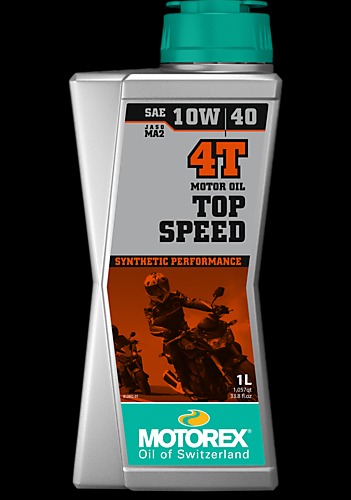 SAE 10W|40
JASO
MA2
4T
MOTOR OIL
TOP
SPEED
SYNTHETIC PERFORMANCE
1L
1,057qt
33.8 fl.oz
MOTOREX®
Oil of Switzerland